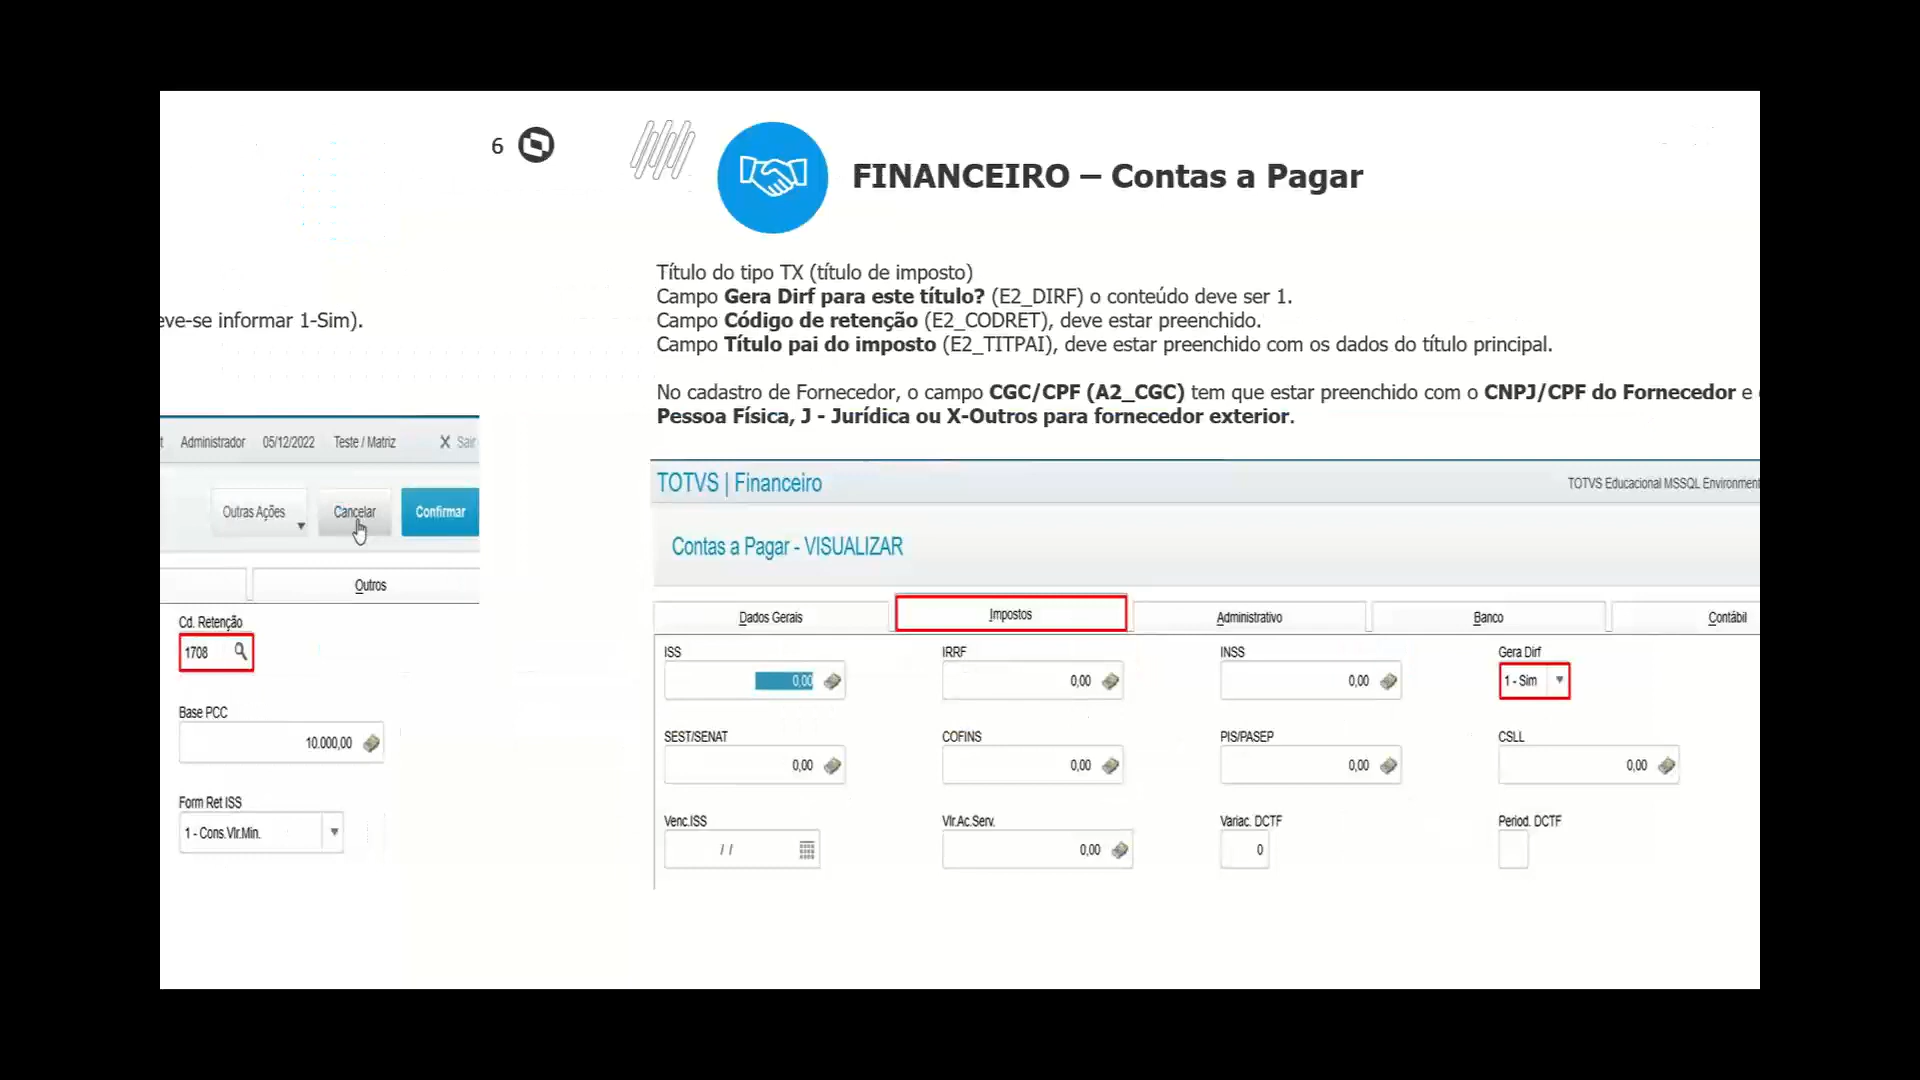 6
eve-se informar 1-Sim).
Administrador 05/12/2022 Teste / Matriz X Sair
Outras Ações Cancelar Confirmar
Outros
Cd. Retenção
1708
Base PCC
10.000,00
Form Ret ISS
1 - Cons.Vlr.Min.
FINANCEIRO – Contas a Pagar
Título do tipo TX (título de imposto)
Campo Gera Dirf para este título? (E2_DIRF) o conteúdo deve ser 1.
Campo Código de retenção (E2_CODRET), deve estar preenchido.
Campo Título pai do imposto (E2_TITPAI), deve estar preenchido com os dados do título principal.
No cadastro de Fornecedor, o campo CGC/CPF (A2_CGC) tem que estar preenchido com o CNPJ/CPF do Fornecedor e
Pessoa Física, J - Jurídica ou X-Outros para fornecedor exterior.
TOTVS | Financeiro TOTVS Educacional MSSQL Environment
Contas a Pagar - VISUALIZAR
Dados Gerais Impostos Administrativo Banco Contábil
ISS IRRF INSS Gera Dirf
0,00 0,00 0,00 1 - Sim
SEST/SENAT COFINS PIS/PASEP CSLL
0,00 0,00 0,00 0,00
Venc.ISS Vlr.Ac.Serv. Variac. DCTF Period. DCTF
/ / 0,00 0